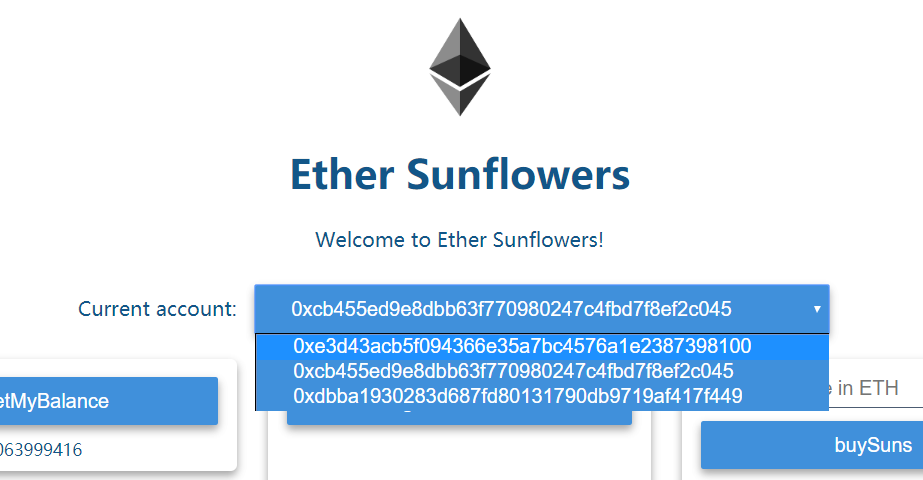 Ether Sunflowers
Welcome to Ether Sunflowers!
Current account:
0xcb455ed9e8dbb63f770980247c4fbd7f8ef2c045
0xe3d43acb5f094366e35a7bc4576a1e2387398100
0xcb455ed9e8dbb63f770980247c4fbd7f8ef2c045
0xdbba1930283d687fd80131790db9719af417f449
etMyBalance
063999416
e in ETH
buySuns